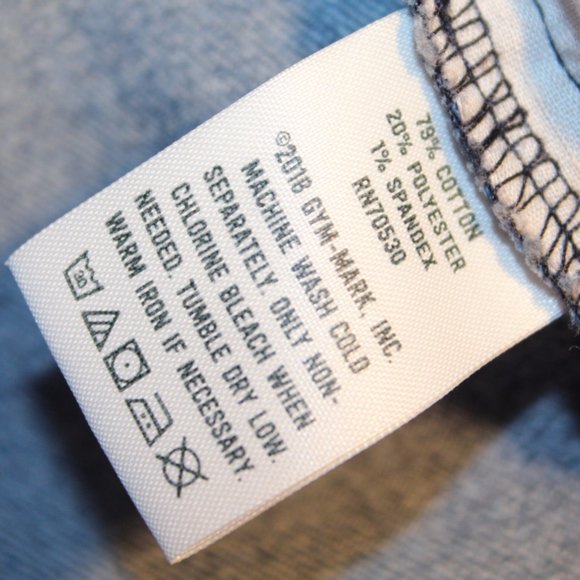 79% COTTON
20% POLYESTER
1% SPANDEX
RN70530
©2018 GYM-MARK, INC.
MACHINE WASH COLD
SEPARATELY. ONLY NON-
CHLORINE BLEACH WHEN
NEEDED. TUMBLE DRY LOW.
WARM IRON IF NECESSARY.
30